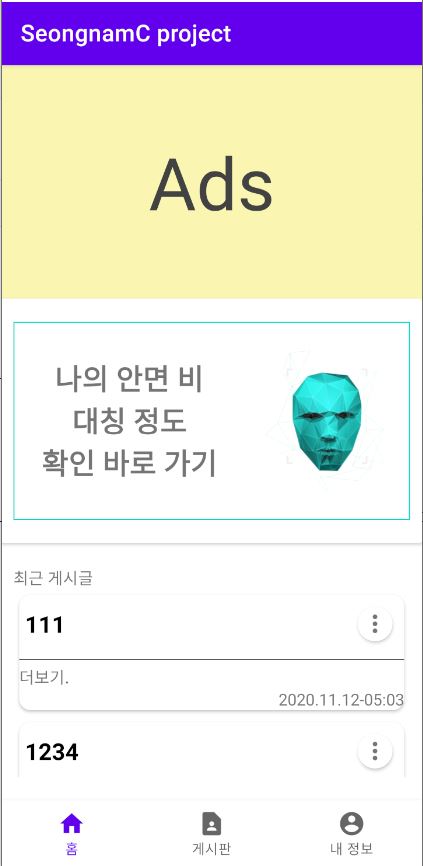 SeongnamC project
Ads
나의 안면 비
대칭 정도
확인 바로 가기
최근 게시글
111
더보기.
2020.11.12-05:03
1234
홈
게시판
내 정보